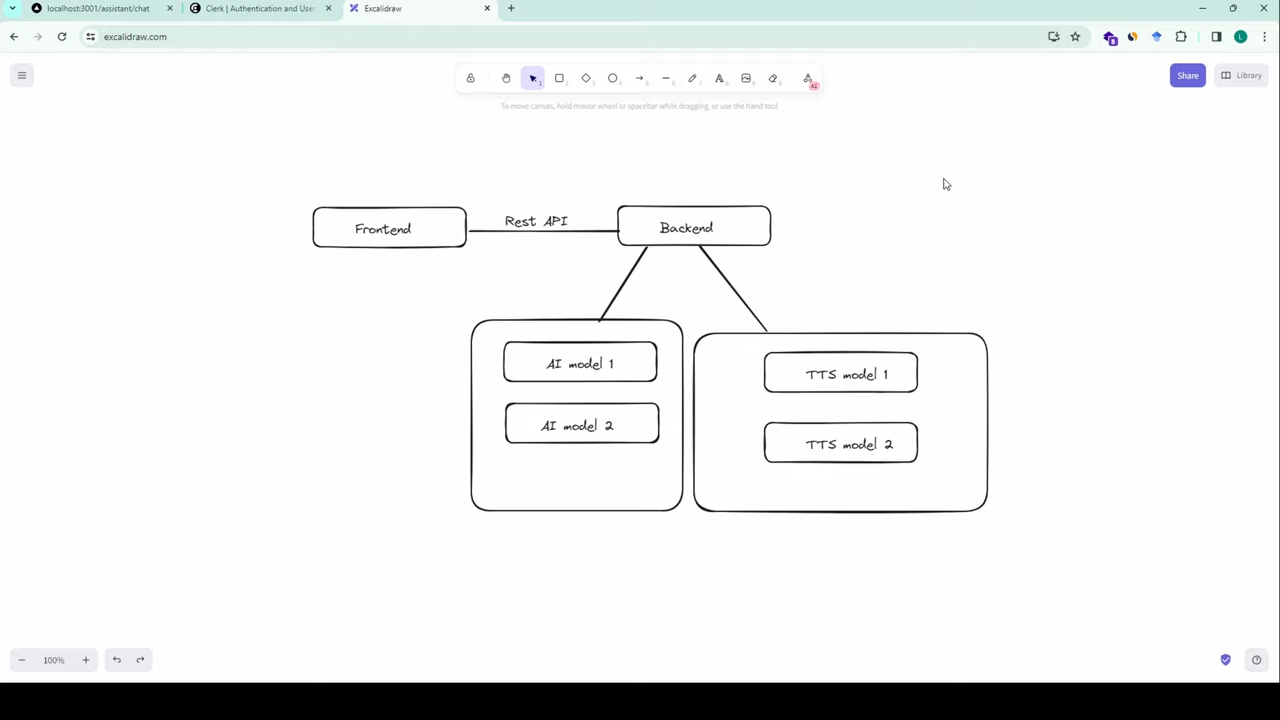 localhost:3001/assistant/chat
Clerk | Authentication and Use
Excalidraw
excalidraw.com
Share
Library
To move canvas, hold mouse wheel or spacebar while dragging, or use the hand tool
Frontend
Rest API
Backend
AI model 1
AI model 2
TTS model 1
TTS model 2
100%